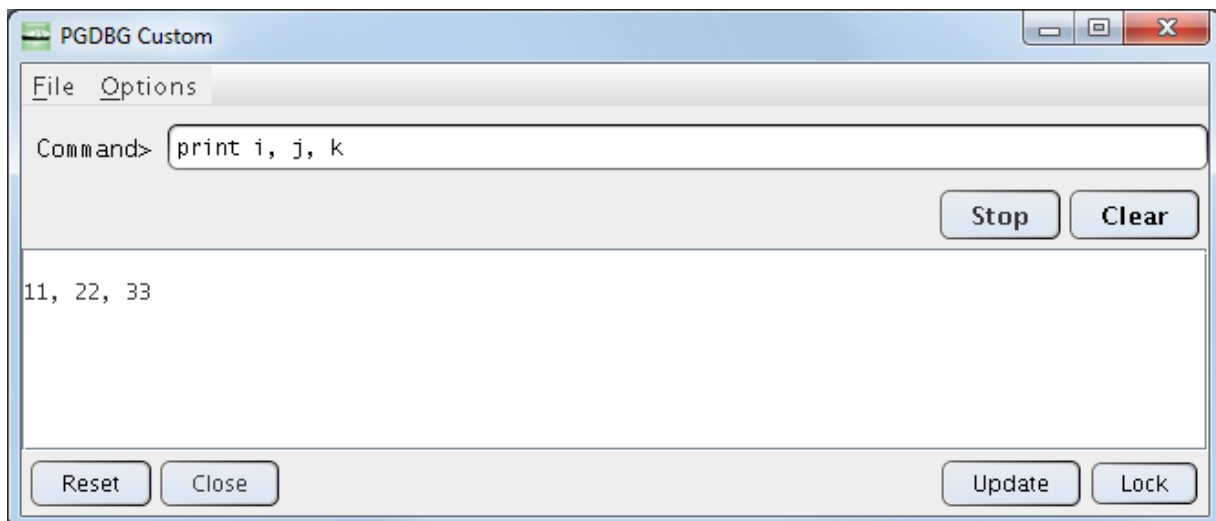 PGDBG Custom
File Options
Command> print i, j, k
Stop Clear
11, 22, 33
Reset Close Update Lock